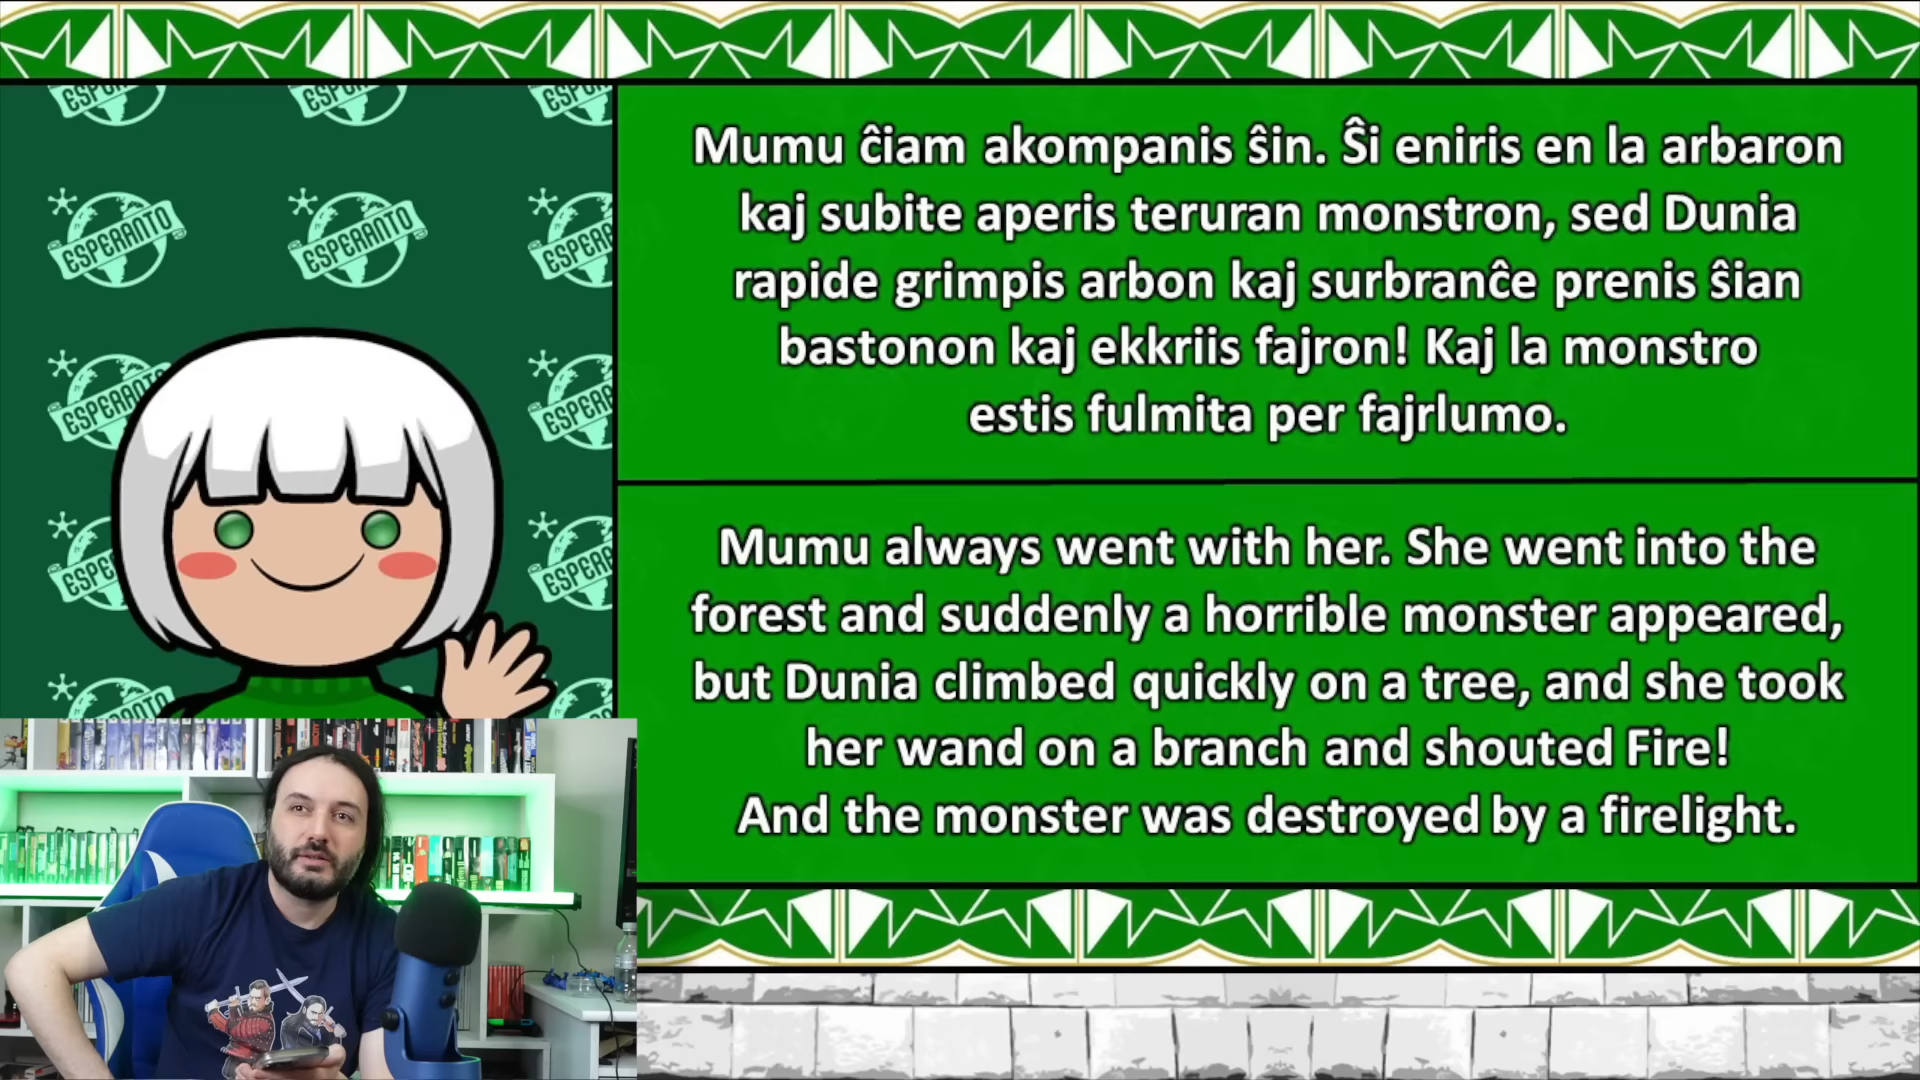 Mumu ĉiam akompanis ŝin. Ŝi eniris en la arbaron
kaj subite aperis teruran monstron, sed Dunia
rapide grimpis arbon kaj surbranĉe prenis ŝian
bastonon kaj ekkriis fajron! Kaj la monstro
estis fulmita per fajrlumo.
Mumu always went with her. She went into the
forest and suddenly a horrible monster appeared,
but Dunia climbed quickly on a tree, and she took
her wand on a branch and shouted Fire!
And the monster was destroyed by a firelight.
ESPERANTO
ESPERANTO